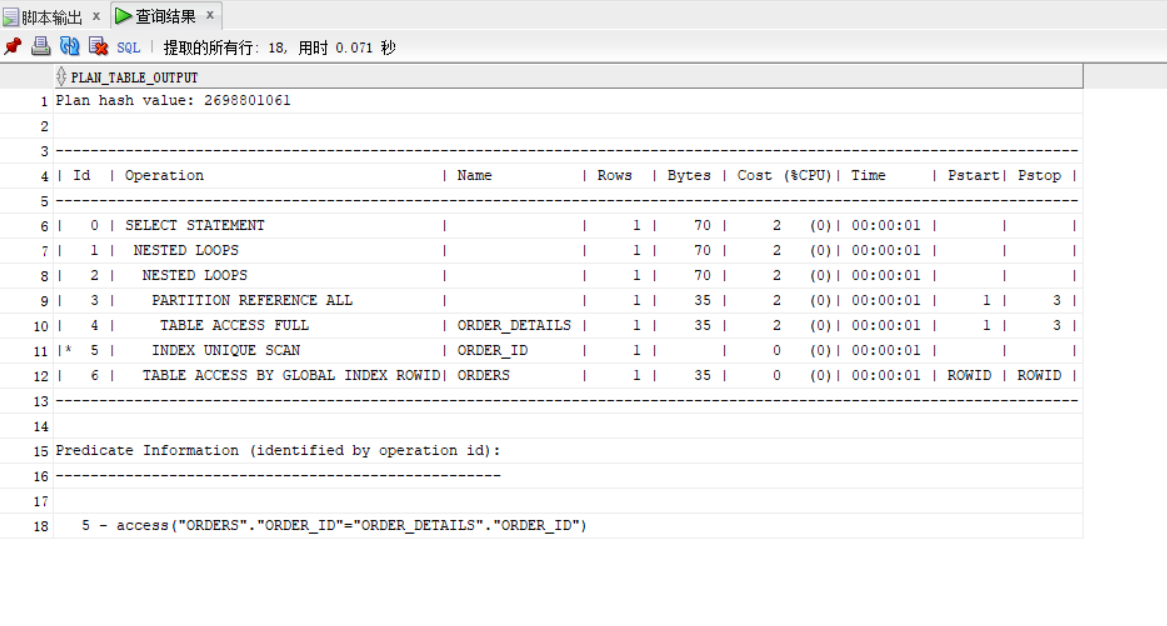 脚本输出 × 查询结果 ×
SQL | 提取的所有行: 18, 用时 0.071 秒
PLAN_TABLE_OUTPUT
1 Plan hash value: 2698801061
2
3 ---------------------------------------------------------------------------------------------------------------------
4 | Id  | Operation                           | Name          | Rows  | Bytes | Cost (%CPU)| Time     | Pstart| Pstop |
5 ---------------------------------------------------------------------------------------------------------------------
6 |   0 | SELECT STATEMENT                    |               |     1 |    70 |     2   (0)| 00:00:01 |       |       |
7 |   1 |  NESTED LOOPS                       |               |     1 |    70 |     2   (0)| 00:00:01 |       |       |
8 |   2 |   NESTED LOOPS                      |               |     1 |    70 |     2   (0)| 00:00:01 |       |       |
9 |   3 |    PARTITION REFERENCE ALL          |               |     1 |    35 |     2   (0)| 00:00:01 |     1 |     3 |
10 |   4 |     TABLE ACCESS FULL               | ORDER_DETAILS |     1 |    35 |     2   (0)| 00:00:01 |     1 |     3 |
11 |*  5 |    INDEX UNIQUE SCAN                | ORDER_ID      |     1 |       |     0   (0)| 00:00:01 |       |       |
12 |   6 |   TABLE ACCESS BY GLOBAL INDEX ROWID| ORDERS        |     1 |    35 |     0   (0)| 00:00:01 | ROWID | ROWID |
13 ---------------------------------------------------------------------------------------------------------------------
14
15 Predicate Information (identified by operation id):
16 ---------------------------------------------------
17
18    5 - access("ORDERS"."ORDER_ID"="ORDER_DETAILS"."ORDER_ID")